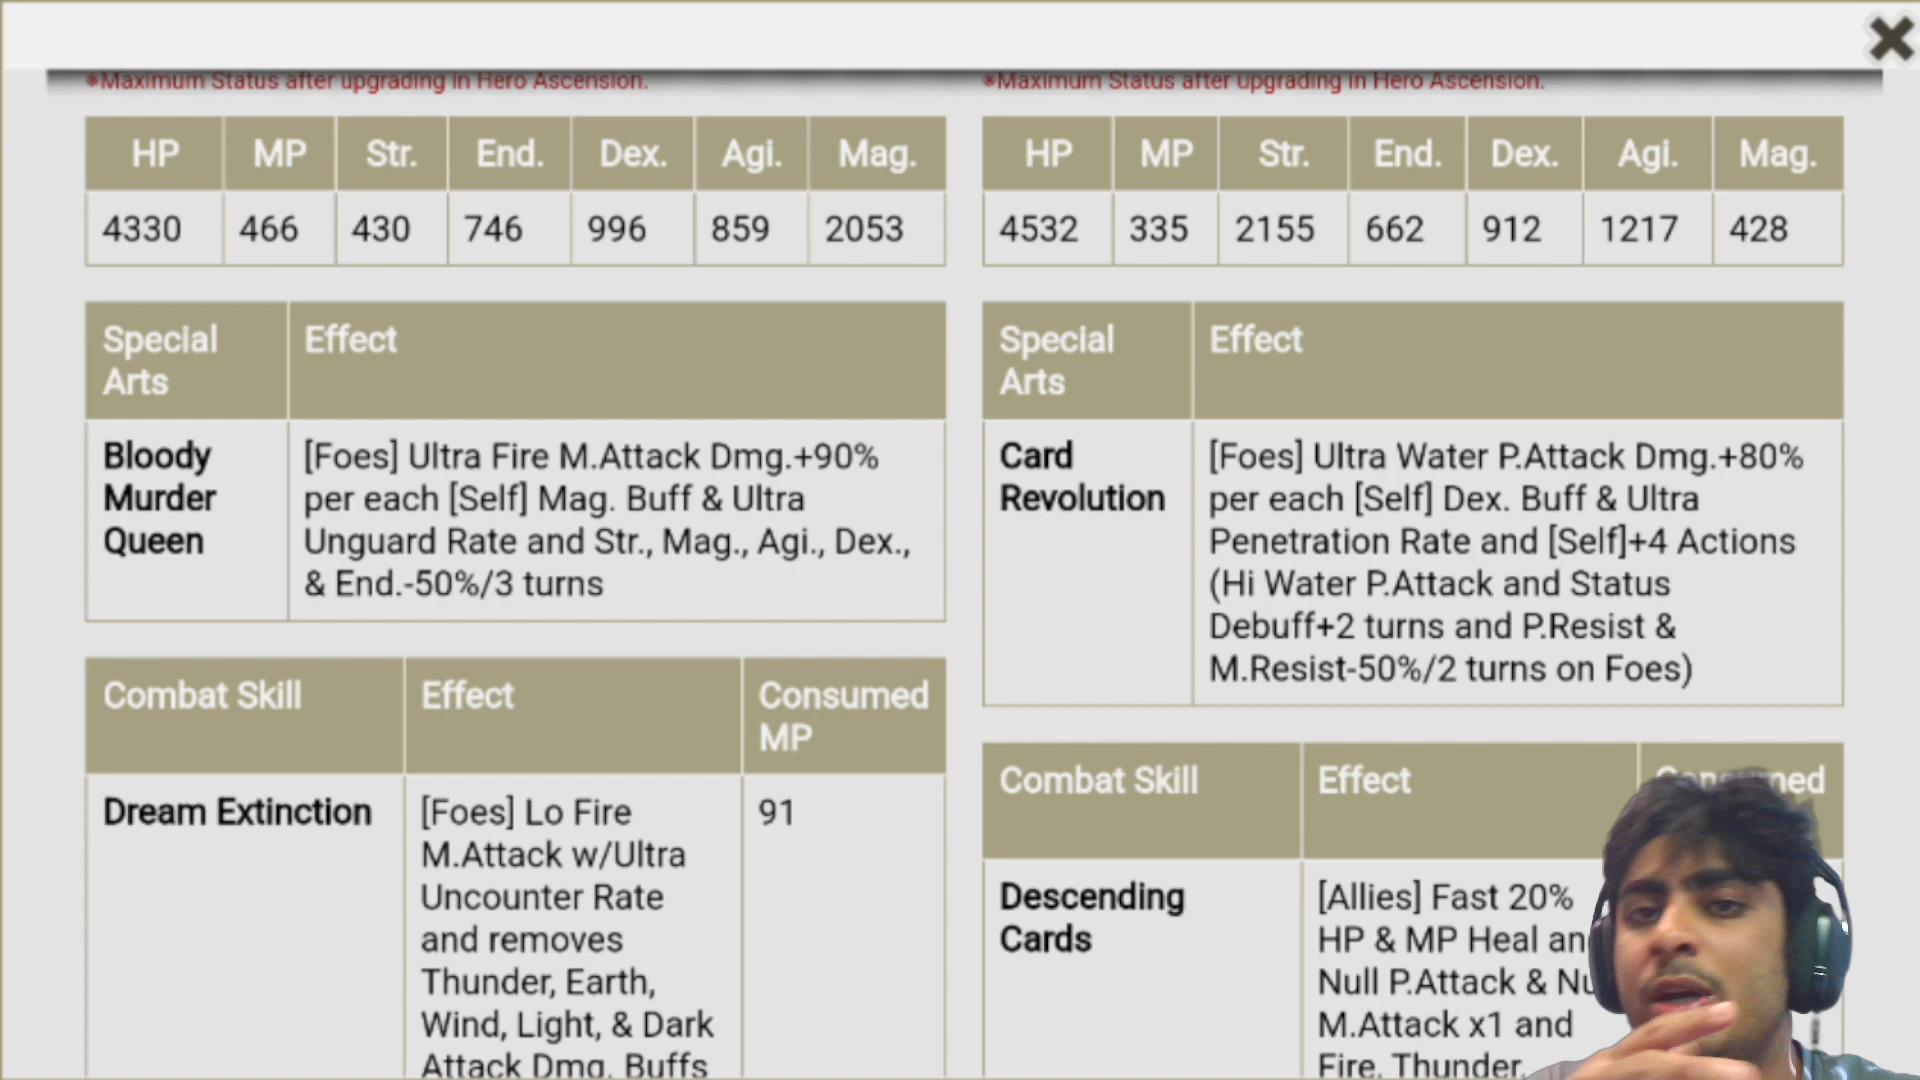 ※Maximum Status after upgrading in Hero Ascension.
HP MP Str. End. Dex. Agi. Mag.
4330 466 430 746 996 859 2053
Special
Arts
Effect
Bloody
Murder
Queen
[Foes] Ultra Fire M.Attack Dmg.+90%
per each [Self] Mag. Buff & Ultra
Unguard Rate and Str., Mag., Agi., Dex.,
& End.-50%/3 turns
Combat Skill
Effect
Consumed
MP
Dream Extinction
[Foes] Lo Fire
M.Attack w/Ultra
Uncounter Rate
and removes
Thunder, Earth,
Wind, Light, & Dark
Attack Dmg. Buffs
91
※Maximum Status after upgrading in Hero Ascension.
HP MP Str. End. Dex. Agi. Mag.
4532 335 2155 662 912 1217 428
Special
Arts
Effect
Card
Revolution
[Foes] Ultra Water P.Attack Dmg.+80%
per each [Self] Dex. Buff & Ultra
Penetration Rate and [Self]+4 Actions
(Hi Water P.Attack and Status
Debuff+2 turns and P.Resist &
M.Resist-50%/2 turns on Foes)
Combat Skill
Effect
Descending
Cards
[Allies] Fast 20%
HP & MP Heal
Null P.Attack &
M.Attack x1 and
Fire, Thunder,